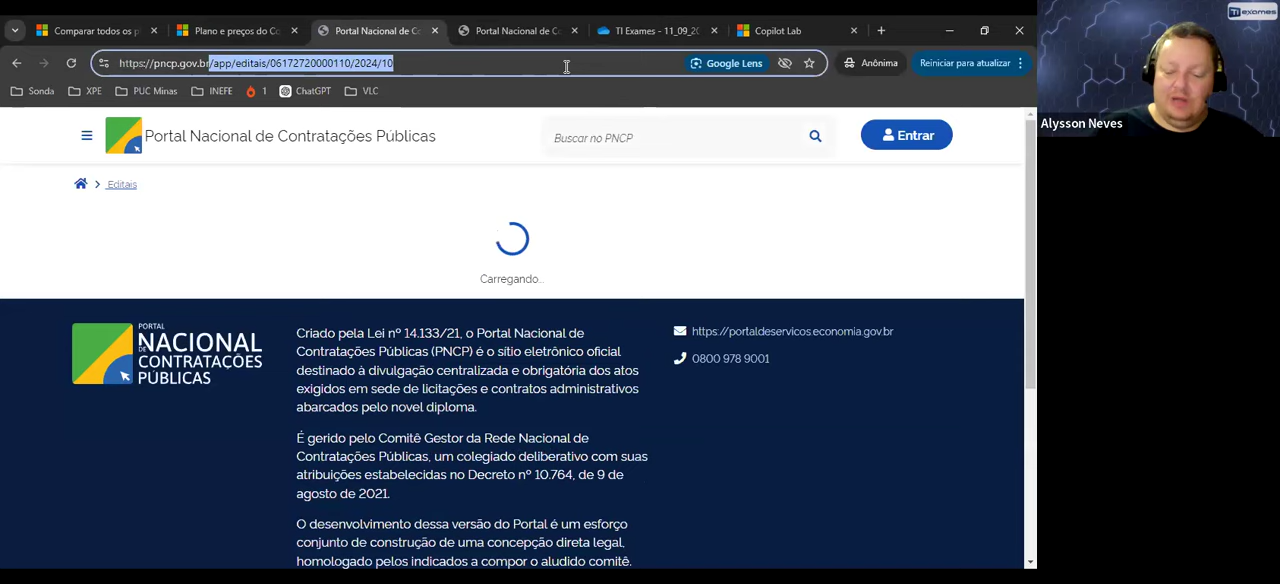 Comparar todos os p
Plano e preços do Co
Portal Nacional de Co
Portal Nacional de Co
TI Exames - 11_09_20
Copilot Lab
https://pncp.gov.br/app/editais/06172720000110/2024/10
Google Lens
Anônima
Reiniciar para atualizar
Sonda
XPE
PUC Minas
INEFE
1
ChatGPT
VLC
TI exames
Alysson Neves
Portal Nacional de Contratações Públicas
Buscar no PNCP
Entrar
Editais
Carregando...
PORTAL
NACIONAL
DE CONTRATAÇÕES
PÚBLICAS
Criado pela Lei nº 14.133/21, o Portal Nacional de
Contratações Públicas (PNCP) é o sítio eletrônico oficial
destinado à divulgação centralizada e obrigatória dos atos
exigidos em sede de licitações e contratos administrativos
abarcados pelo novel diploma.
É gerido pelo Comitê Gestor da Rede Nacional de
Contratações Públicas, um colegiado deliberativo com suas
atribuições estabelecidas no Decreto nº 10.764, de 9 de
agosto de 2021.
O desenvolvimento dessa versão do Portal é um esforço
conjunto de construção de uma concepção direta legal,
homologado pelos indicados a compor o aludido comitê.
https://portaldeservicos.economia.gov.br
0800 978 9001